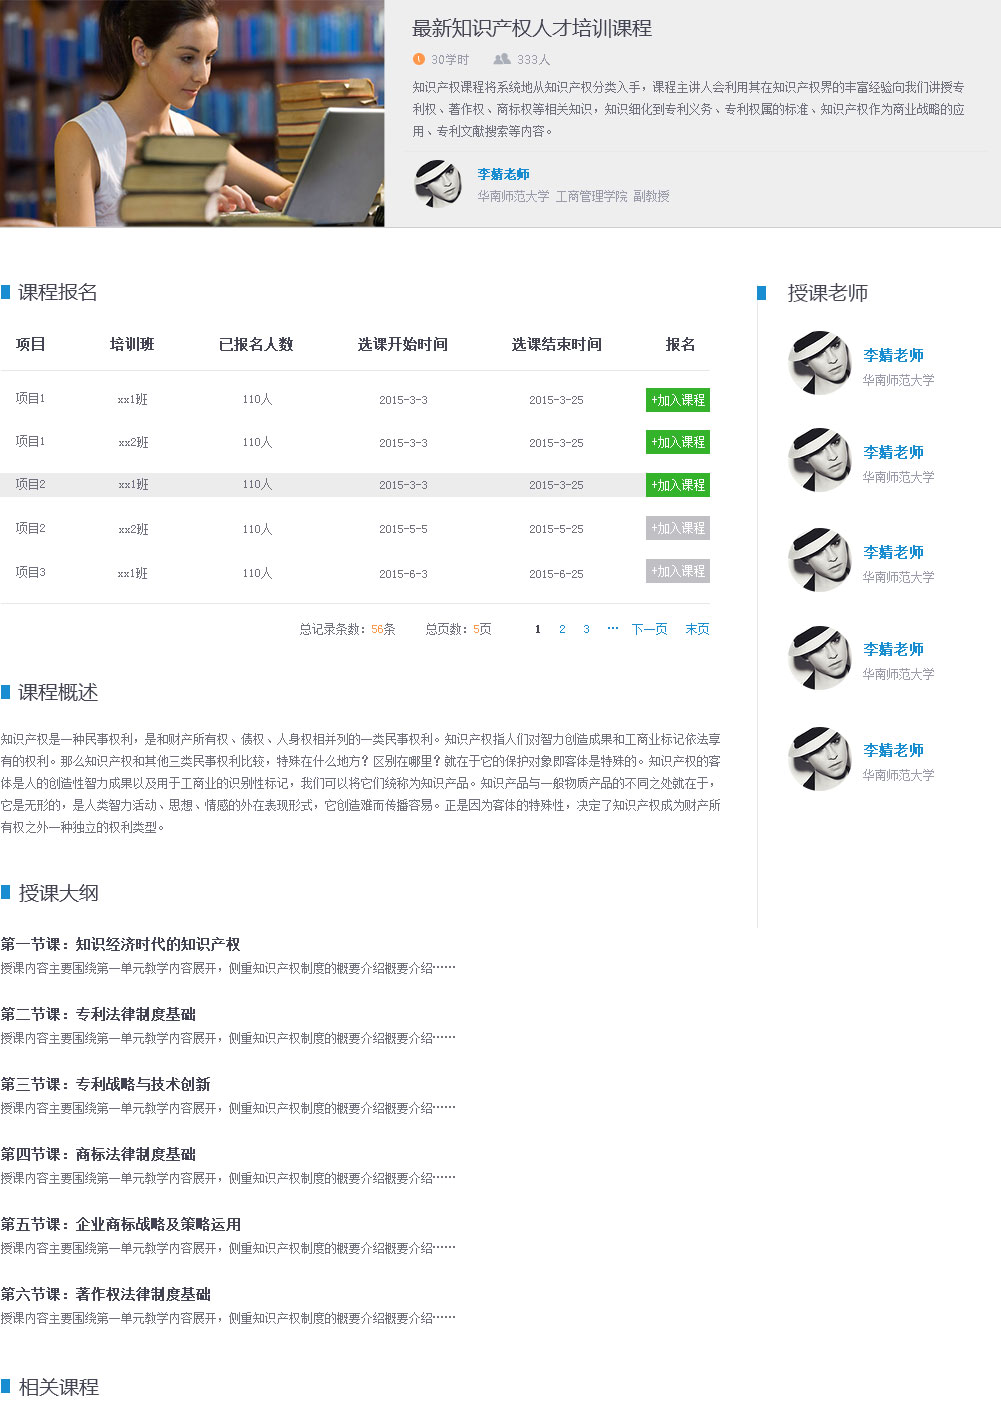 最新知识产权人才培训课程
30学时 333人
知识产权课程将系统地从知识产权分类入手，课程主讲人会利用其在知识产权界的丰富经验向我们讲授专
利权、著作权、商标权等相关知识，知识细化到专利义务、专利权属的标准、知识产权作为商业战略的应
用、专利文献搜索等内容。
李婧老师
华南师范大学 工商管理学院 副教授
课程报名
项目 培训班 已报名人数 选课开始时间 选课结束时间 报名
项目1 xx1班 110人 2015-3-3 2015-3-25 +加入课程
项目1 xx2班 110人 2015-3-3 2015-3-25 +加入课程
项目2 xx1班 110人 2015-3-3 2015-3-25 +加入课程
项目2 xx2班 110人 2015-5-5 2015-5-25 +加入课程
项目3 xx1班 110人 2015-6-3 2015-6-25 +加入课程
总记录条数：56条 总页数：5页 1 2 3 … 下一页 末页
课程概述
知识产权是一种民事权利，是和财产所有权、债权、人身权相并列的一类民事权利。知识产权指人们对智力创造成果和工商业标记依法享
有的权利。那么知识产权和其他三类民事权利比较，特殊在什么地方？区别在哪里？就在于它的保护对象即客体是特殊的。知识产权的客
体是人的创造性智力成果以及用于工商业的识别性标记，我们可以将它们统称为知识产品。知识产品与一般物质产品的不同之处就在于，
它是无形的，是人类智力活动、思想、情感的外在表现形式，它创造难而传播容易。正是因为客体的特殊性，决定了知识产权成为财产所
有权之外一种独立的权利类型。
授课大纲
第一节课：知识经济时代的知识产权
授课内容主要围绕第一单元教学内容展开，侧重知识产权制度的概要介绍概要介绍……
第二节课：专利法律制度基础
授课内容主要围绕第一单元教学内容展开，侧重知识产权制度的概要介绍概要介绍……
第三节课：专利战略与技术创新
授课内容主要围绕第一单元教学内容展开，侧重知识产权制度的概要介绍概要介绍……
第四节课：商标法律制度基础
授课内容主要围绕第一单元教学内容展开，侧重知识产权制度的概要介绍概要介绍……
第五节课：企业商标战略及策略运用
授课内容主要围绕第一单元教学内容展开，侧重知识产权制度的概要介绍概要介绍……
第六节课：著作权法律制度基础
授课内容主要围绕第一单元教学内容展开，侧重知识产权制度的概要介绍概要介绍……
相关课程
授课老师
李婧老师
华南师范大学
李婧老师
华南师范大学
李婧老师
华南师范大学
李婧老师
华南师范大学
李婧老师
华南师范大学